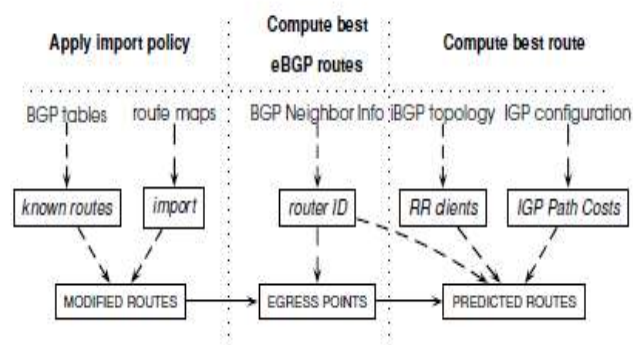 Apply import policy
Compute best
eBGP routes
Compute best route
BGP tables
route maps
BGP Neighbor Info
iBGP topology
IGP configuration
known routes
import
router ID
RR clients
IGP Path Costs
MODIFIED ROUTES
EGRESS POINTS
PREDICTED ROUTES